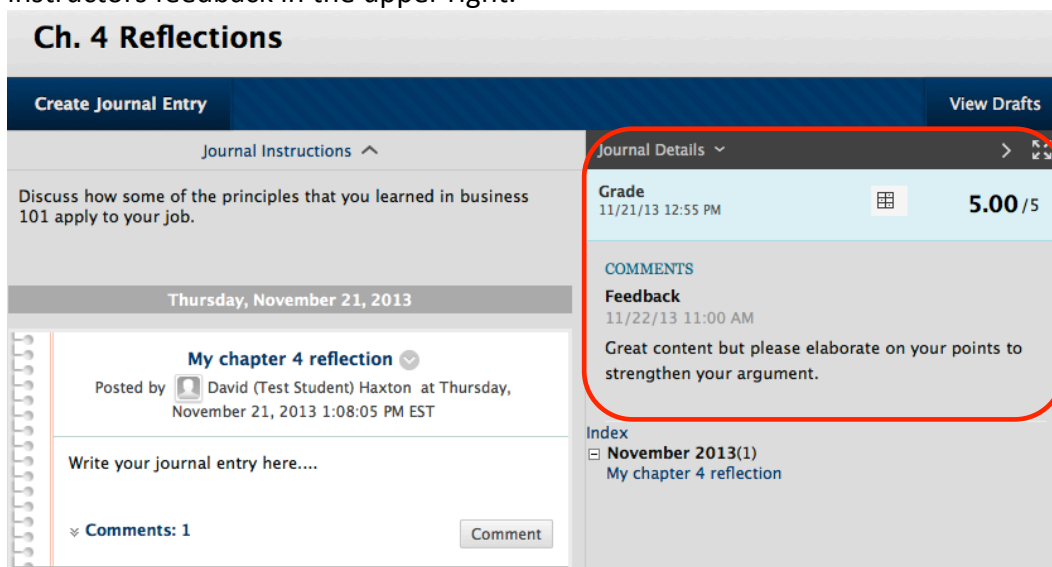 instructors feedback in the upper right.
Ch. 4 Reflections
Create Journal Entry
View Drafts
Journal Instructions
Discuss how some of the principles that you learned in business
101 apply to your job.
Thursday, November 21, 2013
My chapter 4 reflection
Posted by David (Test Student) Haxton at Thursday,
November 21, 2013 1:08:05 PM EST
Write your journal entry here....
Comments: 1
Comment
Journal Details
Grade
11/21/13 12:55 PM
5.00 /5
COMMENTS
Feedback
11/22/13 11:00 AM
Great content but please elaborate on your points to
strengthen your argument.
Index
November 2013(1)
My chapter 4 reflection